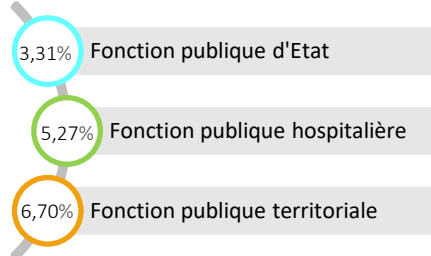 3,31% Fonction publique d'Etat
5,27% Fonction publique hospitalière
6,70% Fonction publique territoriale